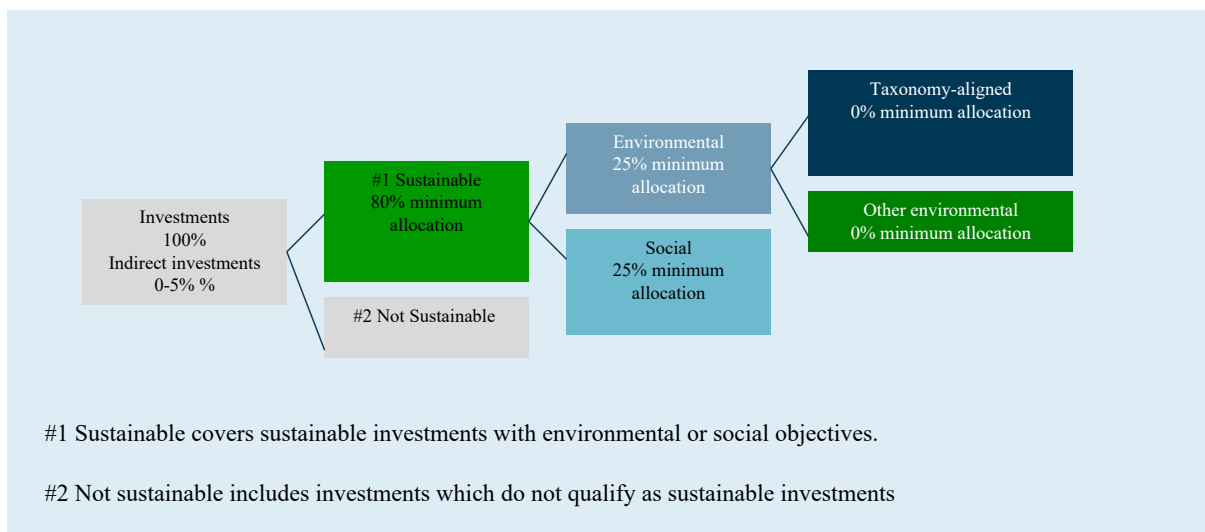 Investments
100%
Indirect investments
0-5% %
#1 Sustainable
80% minimum
allocation
#2 Not Sustainable
Environmental
25% minimum
allocation
Social
25% minimum
allocation
Taxonomy-aligned
0% minimum allocation
Other environmental
0% minimum allocation
#1 Sustainable covers sustainable investments with environmental or social objectives.
#2 Not sustainable includes investments which do not qualify as sustainable investments